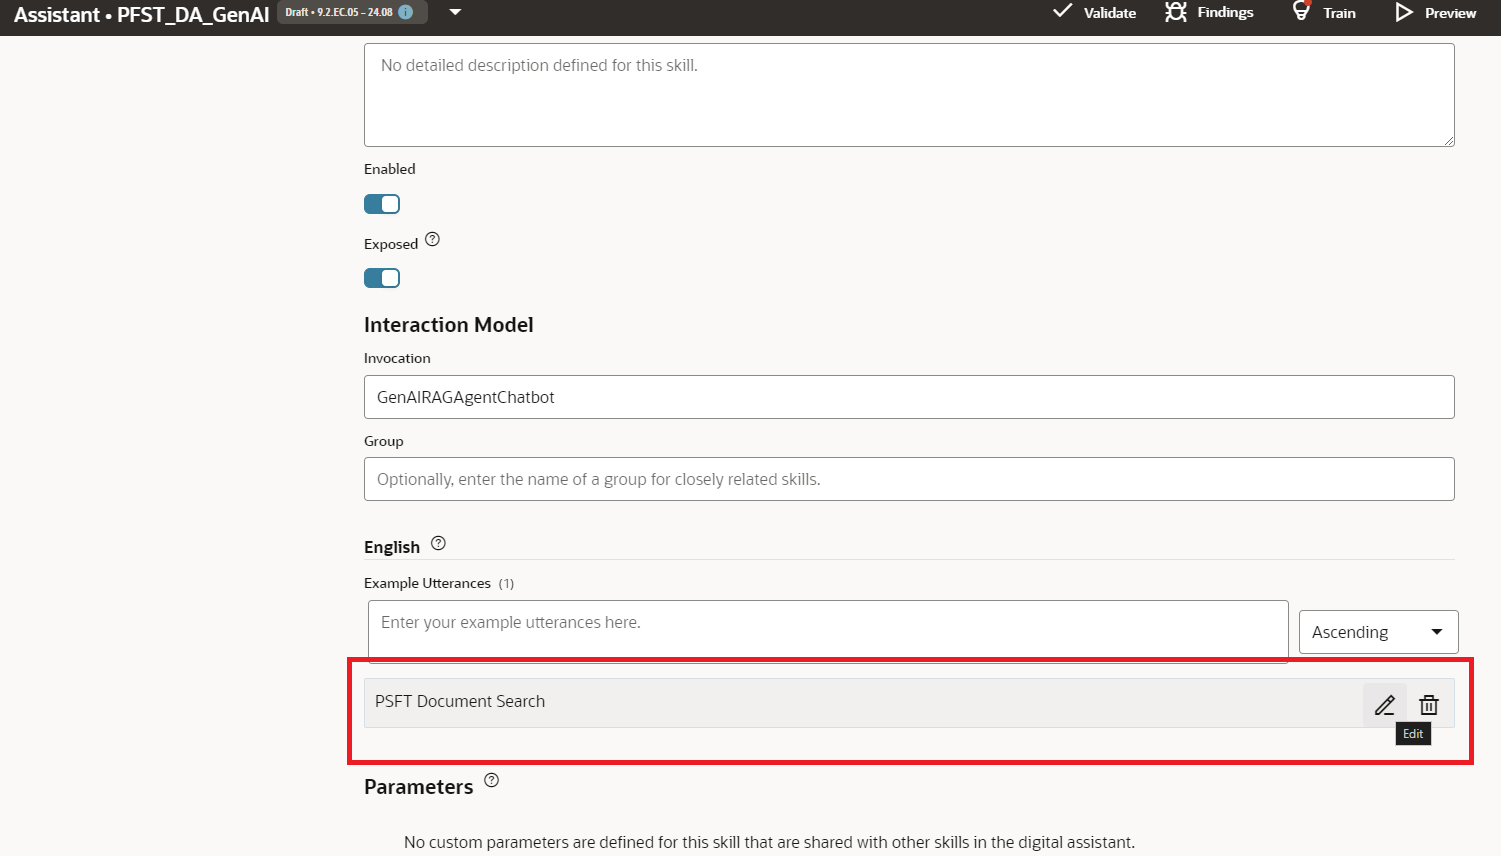 Assistant • PFST_DA_GenAI Draft • 9.2.EC.05 – 24.08 i Validate Findings Train Preview
No detailed description defined for this skill.
Enabled
Exposed ?
Interaction Model
Invocation
GenAIRAGAgentChatbot
Group
Optionally, enter the name of a group for closely related skills.
English ?
Example Utterances (1)
Enter your example utterances here.
Ascending
PSFT Document Search
Edit
Parameters ?
No custom parameters are defined for this skill that are shared with other skills in the digital assistant.